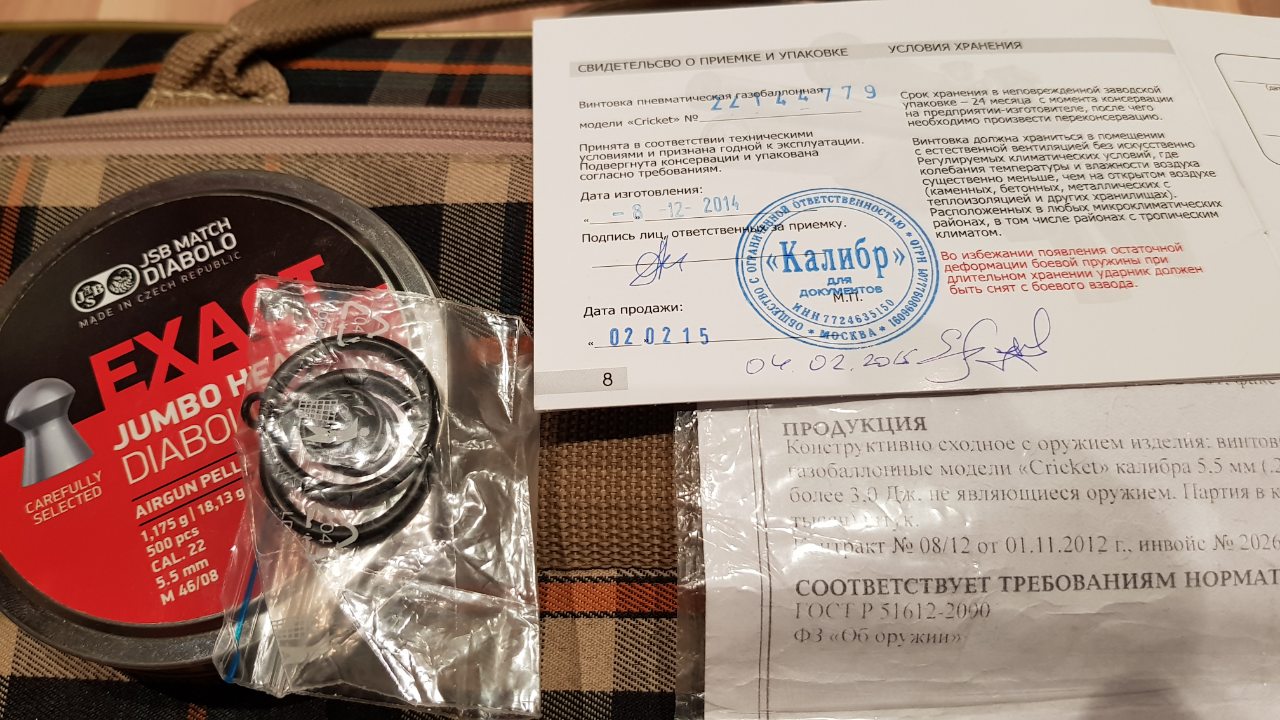 СВИДЕТЕЛЬСВО О ПРИЕМКЕ И УПАКОВКЕ
Винтовка пневматическая газобаллонная
модели «Cricket» № 22144779
Принята в соответствии техническими
условиями и признана годной к эксплуатации.
Подвергнута консервации и упакована
согласно требованиям.
Дата изготовления:
« - 8 -12- 2014
Подпись лиц, ответственных за приемку.
Дата продажи:
« 020215
М.П.
04.02.2015
8
ОБЩЕСТВО С ОГРАНИЧЕННОЙ ОТВЕТСТВЕННОСТЬЮ
ОГРН
«Калибр»
для
документов
ИНН 7724635150
* МОСКВА *
УСЛОВИЯ ХРАНЕНИЯ
Срок хранения в неповрежденной заводской
упаковке – 24 месяца с момента консервации
на предприятии-изготовителе, после чего
необходимо произвести переконсервацию.
Винтовка должна храниться в помещении
с естественной вентиляцией без искусственно
Регулируемых климатических условий, где
колебания температуры и влажности воздуха
существенно меньше, чем на открытом воздухе
(каменных, бетонных, металлических с
теплоизоляцией и других хранилищах).
Расположенных в любых микроклиматических
районах, в том числе районах с тропическим
климатом.
Во избежании появления остаточной
деформации боевой пружины при
длительном хранении ударник должен
быть снят с боевого взвода.
JSB
JSB MATCH
DIABOLO
MADE IN CZECH REPUBLIC
EXACT
JUMBO HE
DIABOL
CAREFULLY
SELECTED
AIRGUN PELL
1,175 g | 18,13 g
500 pcs
CAL. 22
5.5 mm
M 46/08
ПРОДУКЦИЯ
Конструктивно сходное с оружием изделия: винтов
газобаллонные модели «Cricket» калибра 5.5 мм (.2
более 3,0 Дж. не являющиеся оружием. Партия в к
Контракт № 08/12 от 01.11.2012 г., инвойс № 2026
СООТВЕТСТВУЕТ ТРЕБОВАНИЯМ НОРМАТ
ГОСТ Р 51612-2000
ФЗ «Об оружии»